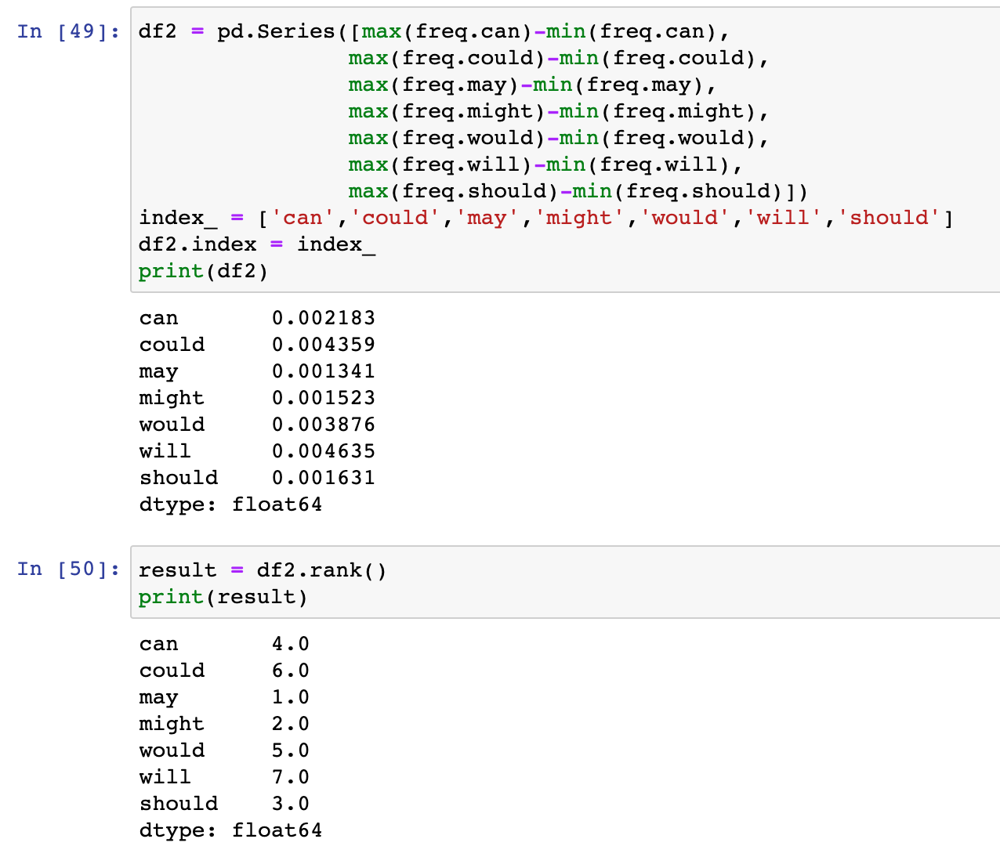 In [49]: df2 = pd.Series([max(freq.can)-min(freq.can),
max(freq.could)-min(freq.could),
max(freq.may)-min(freq.may),
max(freq.might)-min(freq.might),
max(freq.would)-min(freq.would),
max(freq.will)-min(freq.will),
max(freq.should)-min(freq.should)])
index_ = ['can','could','may','might','would','will','should']
df2.index = index_
print(df2)
can 0.002183
could 0.004359
may 0.001341
might 0.001523
would 0.003876
will 0.004635
should 0.001631
dtype: float64
In [50]: result = df2.rank()
print(result)
can 4.0
could 6.0
may 1.0
might 2.0
would 5.0
will 7.0
should 3.0
dtype: float64